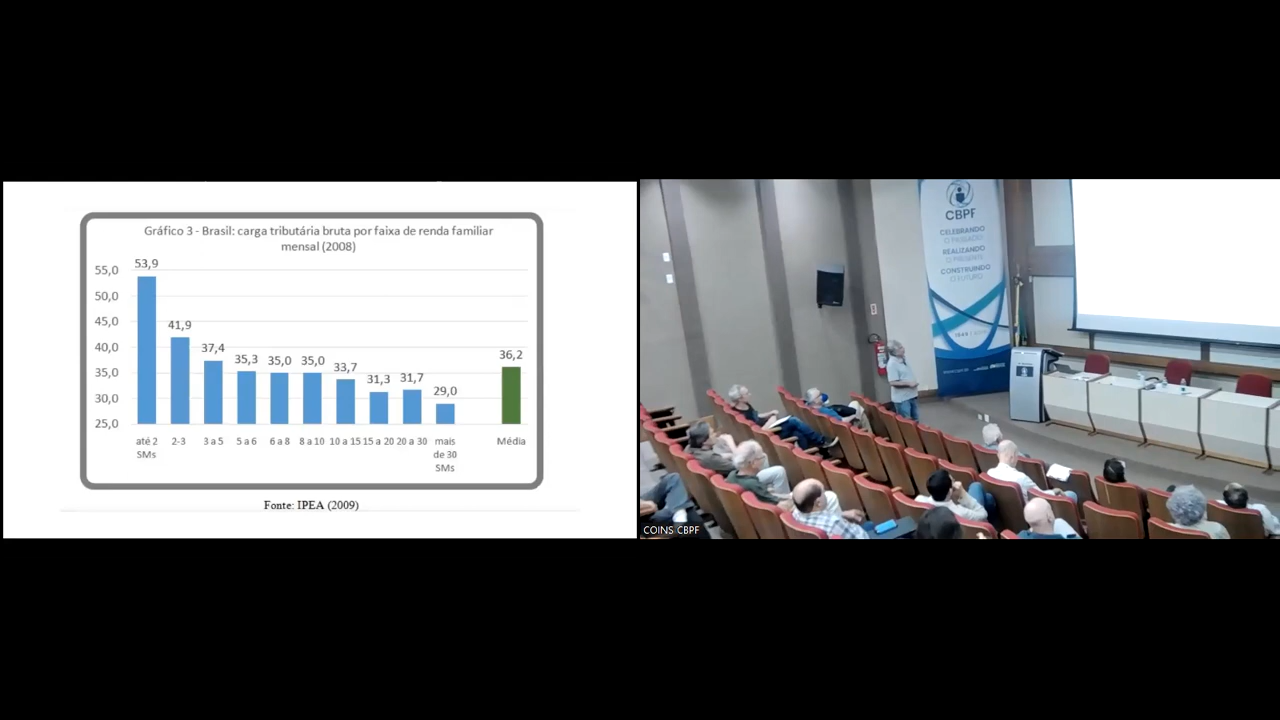 Gráfico 3 - Brasil: carga tributária bruta por faixa de renda familiar
mensal (2008)
53,9
41,9
37,4
35,3
35,0
35,0
33,7
31,3
31,7
29,0
36,2
55,0
50,0
45,0
40,0
35,0
30,0
25,0
até 2
SMs
2-3
3 a 5
5 a 6
6 a 8
8 a 10
10 a 15
15 a 20
20 a 30
mais
de 30
SMs
Média
Fonte: IPEA (2009)
CBPF
CELEBRANDO
O PASSADO
REALIZANDO
O PRESENTE
CONSTRUINDO
O FUTURO
COINS CBPF